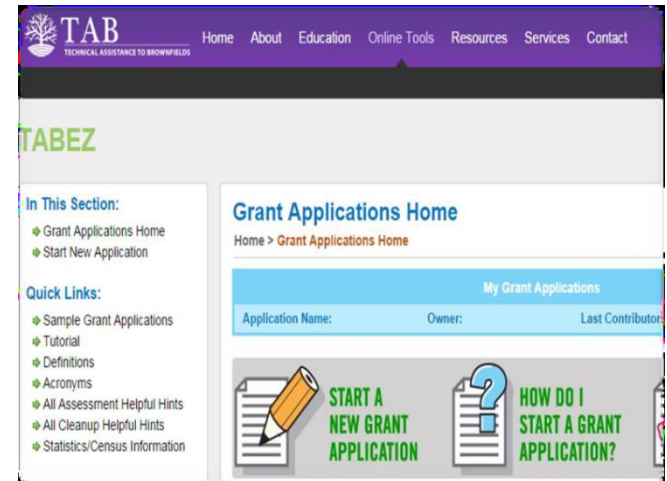 TAB
TECHNICAL ASSISTANCE TO BROWNFIELDS
Home About Education Online Tools Resources Services Contact
TABEZ
In This Section:
Grant Applications Home
Start New Application
Quick Links:
Sample Grant Applications
Tutorial
Definitions
Acronyms
All Assessment Helpful Hints
All Cleanup Helpful Hints
Statistics/Census Information
Grant Applications Home
Home > Grant Applications Home
My Grant Applications
Application Name: Owner: Last Contributor
START A
NEW GRANT
APPLICATION
HOW DO I
START A GRANT
APPLICATION?